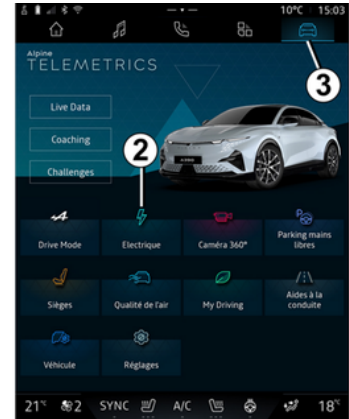 10°C 15:03
Alpine
TELEMETRICS
3
Live Data
Coaching
2
Challenges
Drive Mode
Electrique
Caméra 360°
Parking mains
libres
Sièges
Qualité de l'air
My Driving
Aides à la
conduite
Véhicule
Réglages
21°C 2 SYNC A/C 18°C